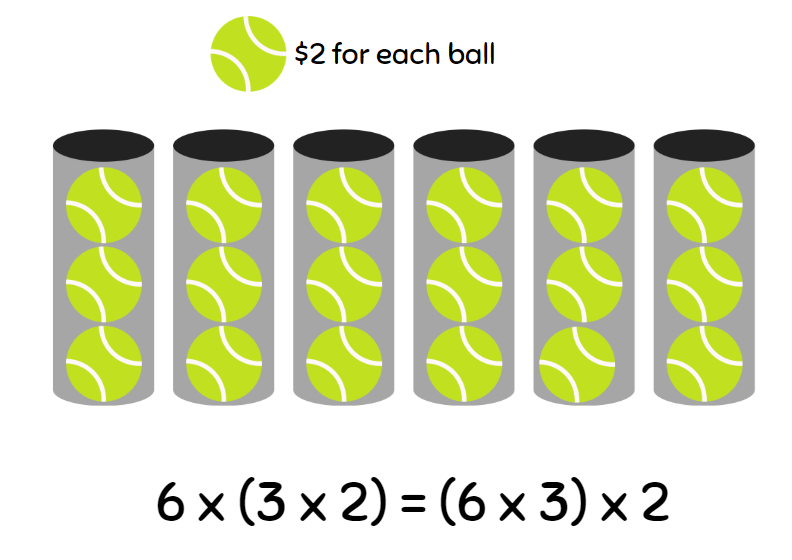 $2 for each ball
6 x (3 x 2) = (6 x 3) x 2